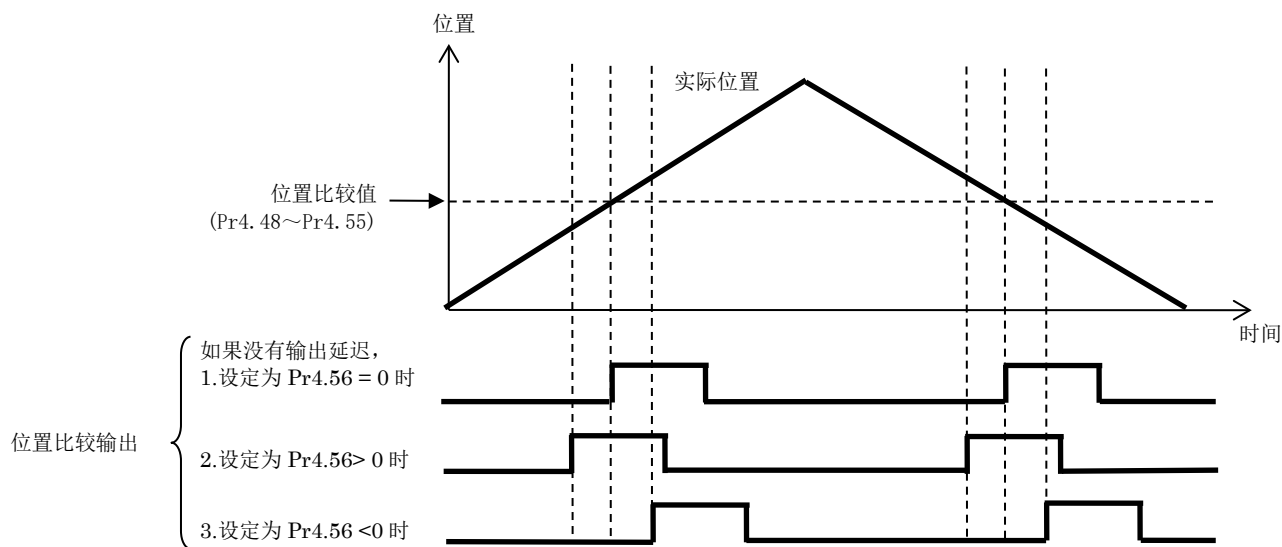 位置
实际位置
位置比较值
(Pr4.48～Pr4.55)
时间
如果没有输出延迟，
1.设定为 Pr4.56 = 0 时
位置比较输出
2.设定为 Pr4.56> 0 时
3.设定为 Pr4.56 <0 时